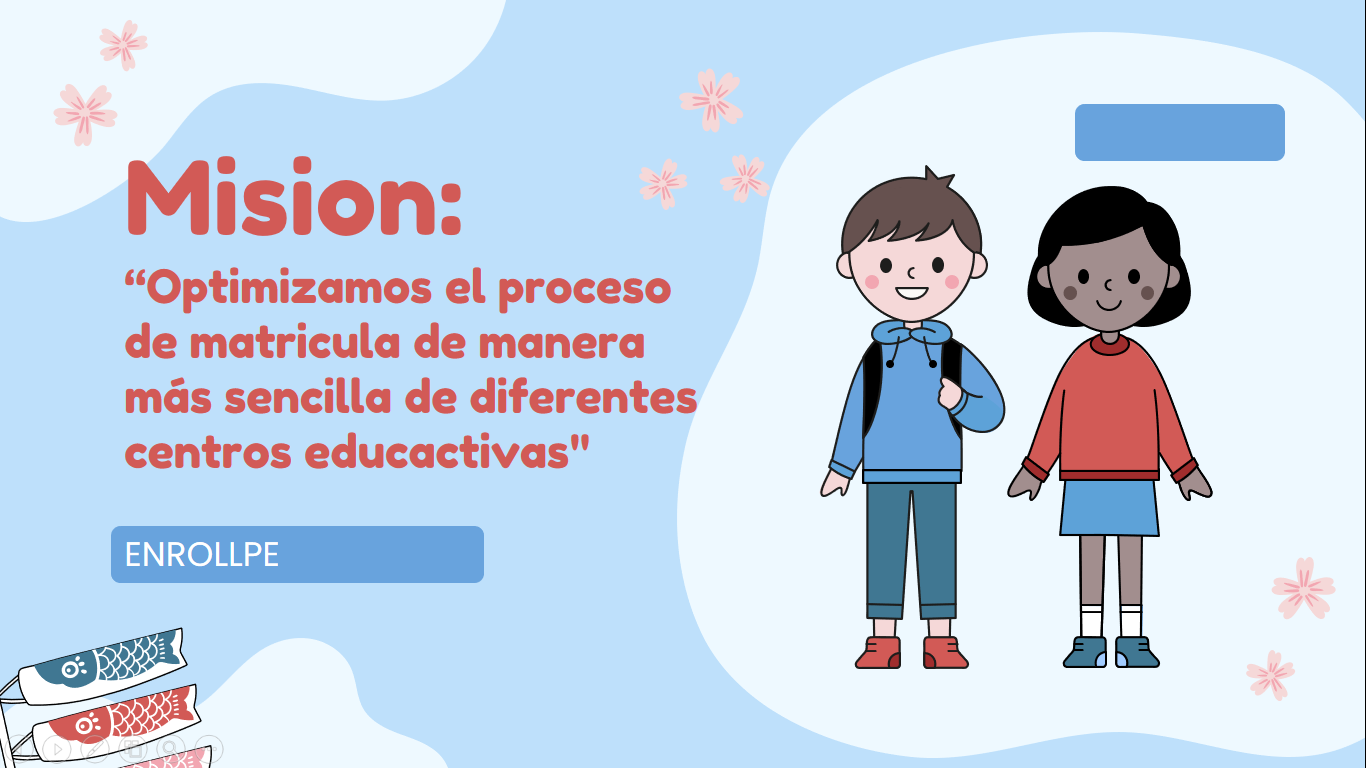 Mision:
“Optimizamos el proceso
de matricula de manera
más sencilla de diferentes
centros educactivas"
ENROLLPE